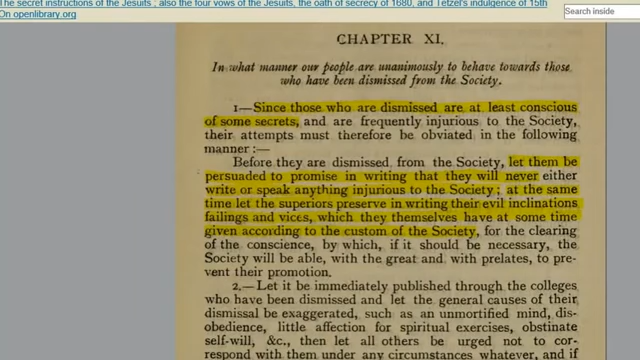 The secret instructions of the Jesuits ; also the four vows of the Jesuits, the oath of secrecy of 1680, and Tetzel's indulgence of 15th
On openlibrary.org
Search inside
CHAPTER XI.
In what manner our people are unanimously to behave towards those
who have been dismissed from the Society.
1—Since those who are dismissed are at least conscious
of some secrets, and are frequently injurious to the Society,
their attempts must therefore be obviated in the following
manner :—
Before they are dismissed from the Society, let them be
persuaded to promise in writing that they will never either
write or speak anything injurious to the Society ; at the same
time let the superiors preserve in writing their evil inclinations
failings and vices, which they themselves have at some time
given according to the custom of the Society, for the clearing
of the conscience, by which, if it should be necessary, the
Society will be able, with the great and with prelates, to pre-
vent their promotion.
2.—Let it be immediately published through the colleges
who have been dismissed and let the general causes of their
dismissal be exaggerated, such as an unmortified mind, dis-
obedience, little affection for spiritual exercises, obstinate
self-will, &c., then let all others be urged not to cor-
respond with them under any circumstances whatever, and if